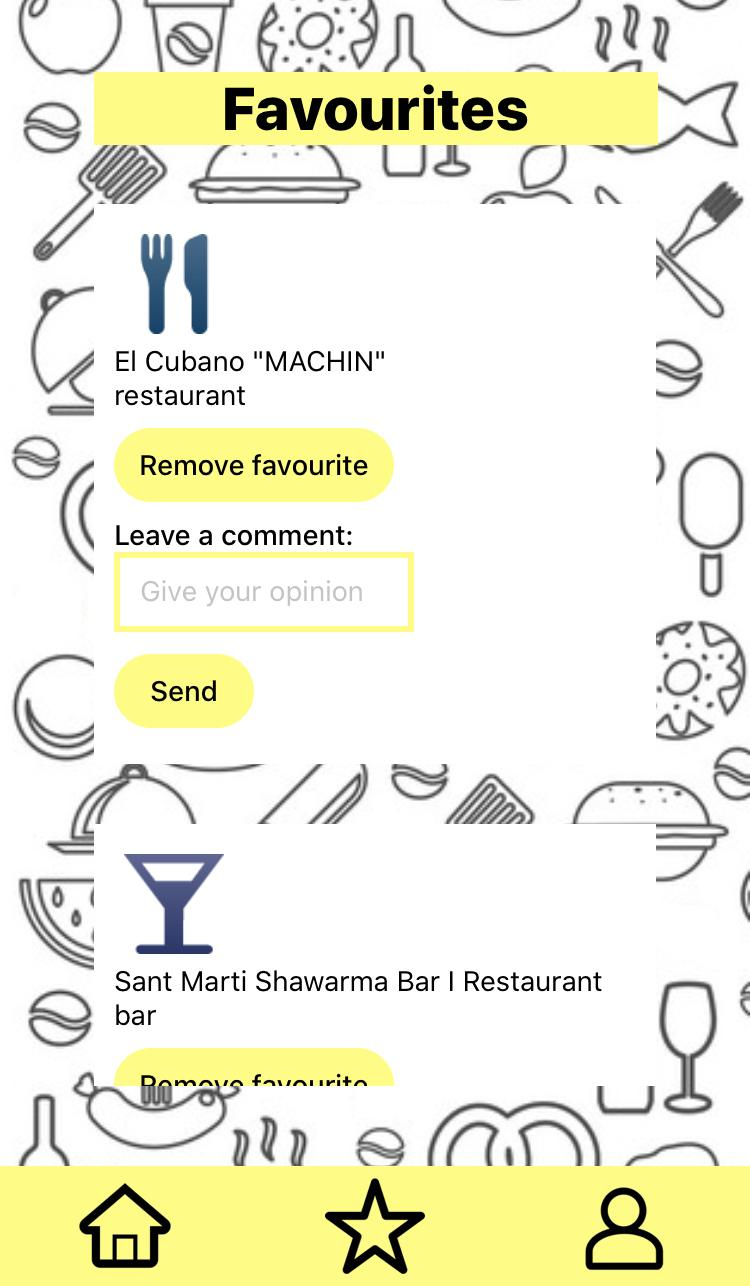 Favourites
El Cubano "MACHIN"
restaurant
Remove favourite
Leave a comment:
Give your opinion
Send
Sant Marti Shawarma Bar I Restaurant
bar
Remove favourite